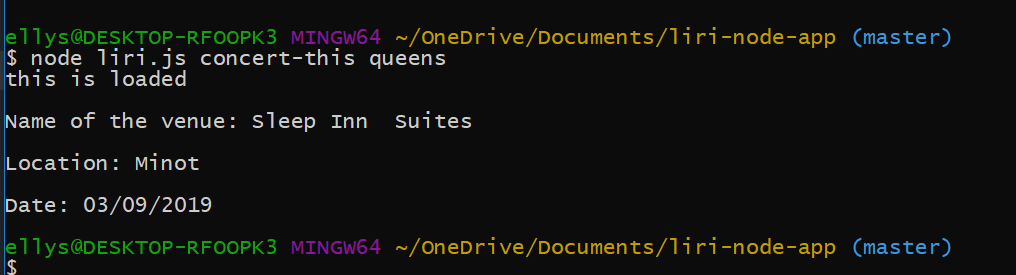 ellys@DESKTOP-RFOOPK3 MINGW64 ~/OneDrive/Documents/liri-node-app (master)
$ node liri.js concert-this queens
this is loaded
Name of the venue: Sleep Inn  Suites
Location: Minot
Date: 03/09/2019
ellys@DESKTOP-RFOOPK3 MINGW64 ~/OneDrive/Documents/liri-node-app (master)
$